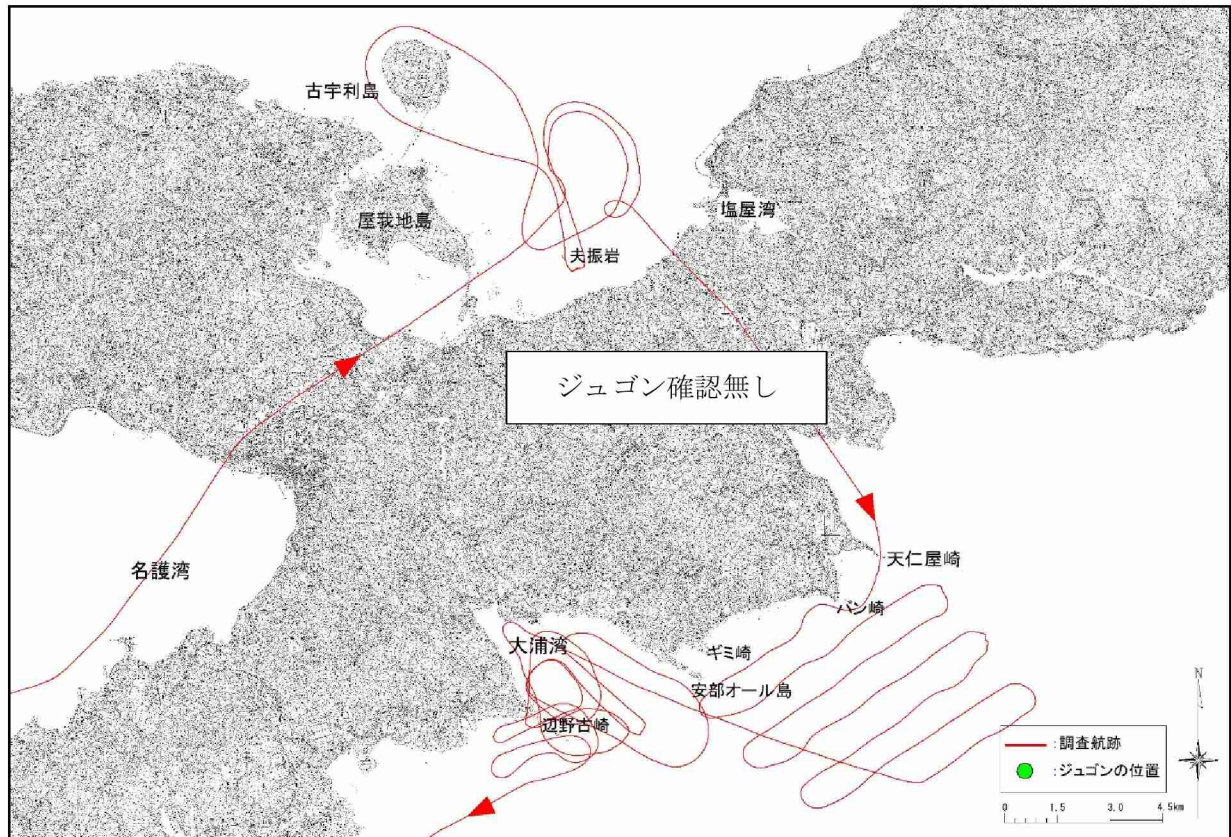 古宇利島
屋我地島
塩屋湾
夫振岩
ジュゴン確認無し
名護湾
天仁屋崎
バン崎
大浦湾
ギミ崎
安部オール島
辺野古崎
N
:調査航跡
:ジュゴンの位置
0 1.5 3.0 4.5km